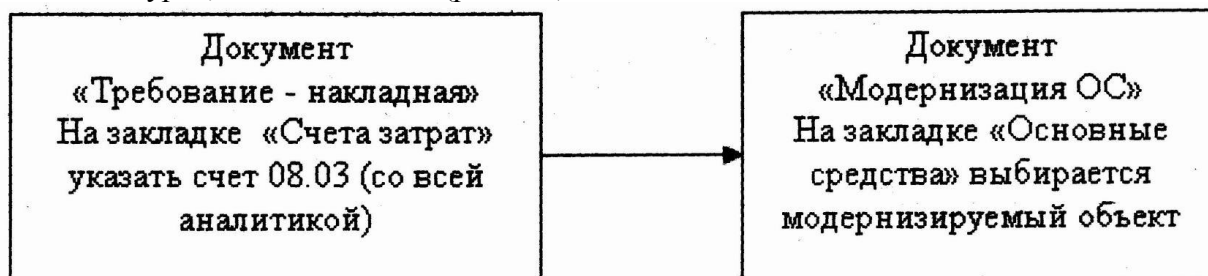 Документ
«Требование - накладная»
На закладке «Счета затрат»
указать счет 08.03 (со всей
аналитикой)
Документ
«Модернизация ОС»
На закладке «Основные
средства» выбирается
модернизируемый объект